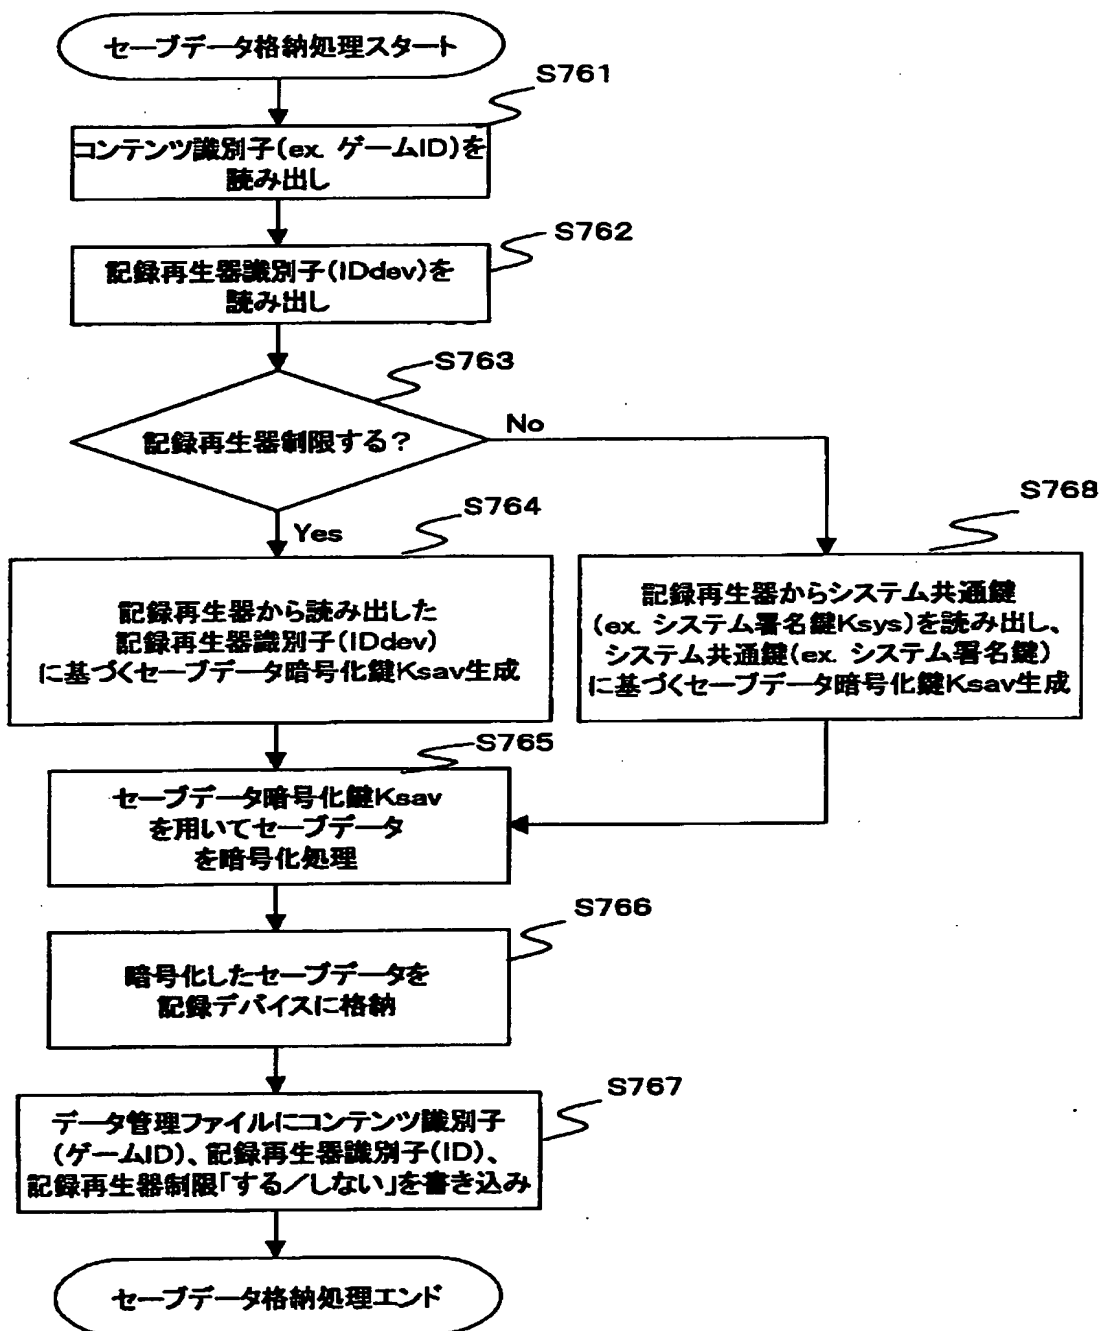 セーブデータ格納処理スタート
S761
コンテンツ識別子(ex. ゲームID)を
読み出し
S762
記録再生器識別子(IDdev)を
読み出し
S763
記録再生器制限する?
No
Yes
S764
記録再生器から読み出した
記録再生器識別子(IDdev)
に基づくセーブデータ暗号化鍵Ksav生成
S768
記録再生器からシステム共通鍵
(ex. システム署名鍵Ksys)を読み出し、
システム共通鍵(ex. システム署名鍵)
に基づくセーブデータ暗号化鍵Ksav生成
S765
セーブデータ暗号化鍵Ksav
を用いてセーブデータ
を暗号化処理
S766
暗号化したセーブデータを
記録デバイスに格納
S767
データ管理ファイルにコンテンツ識別子
(ゲームID)、記録再生器識別子(ID)、
記録再生器制限「する/しない」を書き込み
セーブデータ格納処理エンド